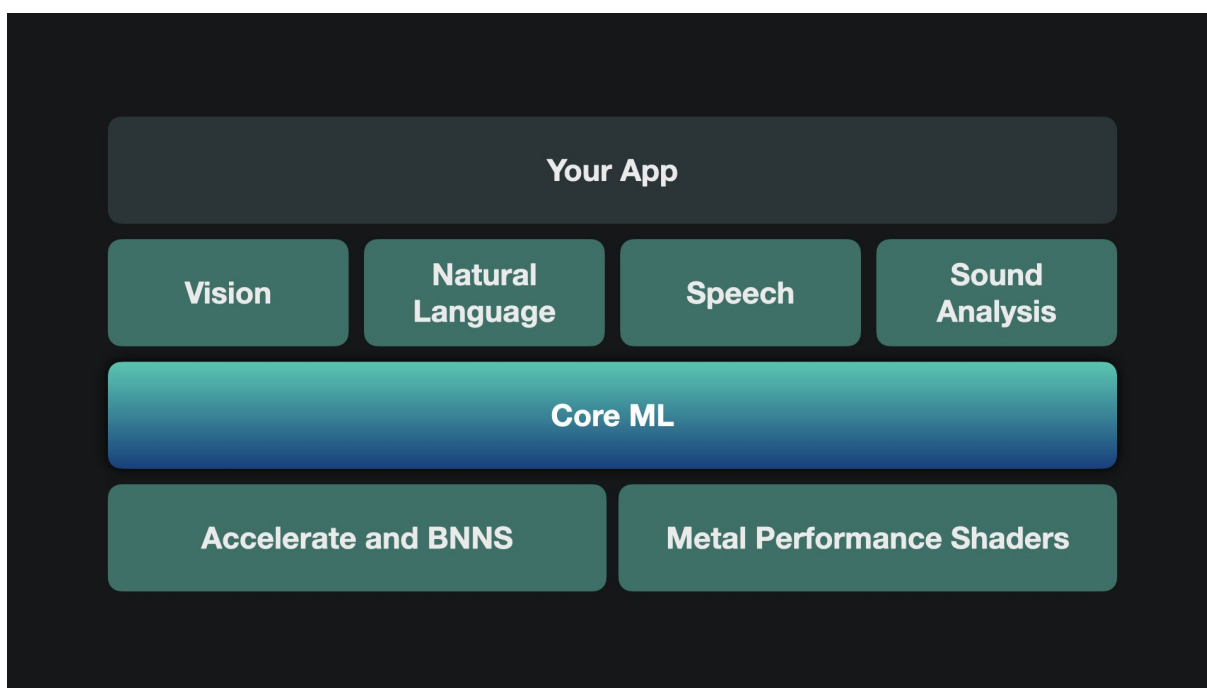 Your App
Vision
Natural
Language
Speech
Sound
Analysis
Core ML
Accelerate and BNNS
Metal Performance Shaders